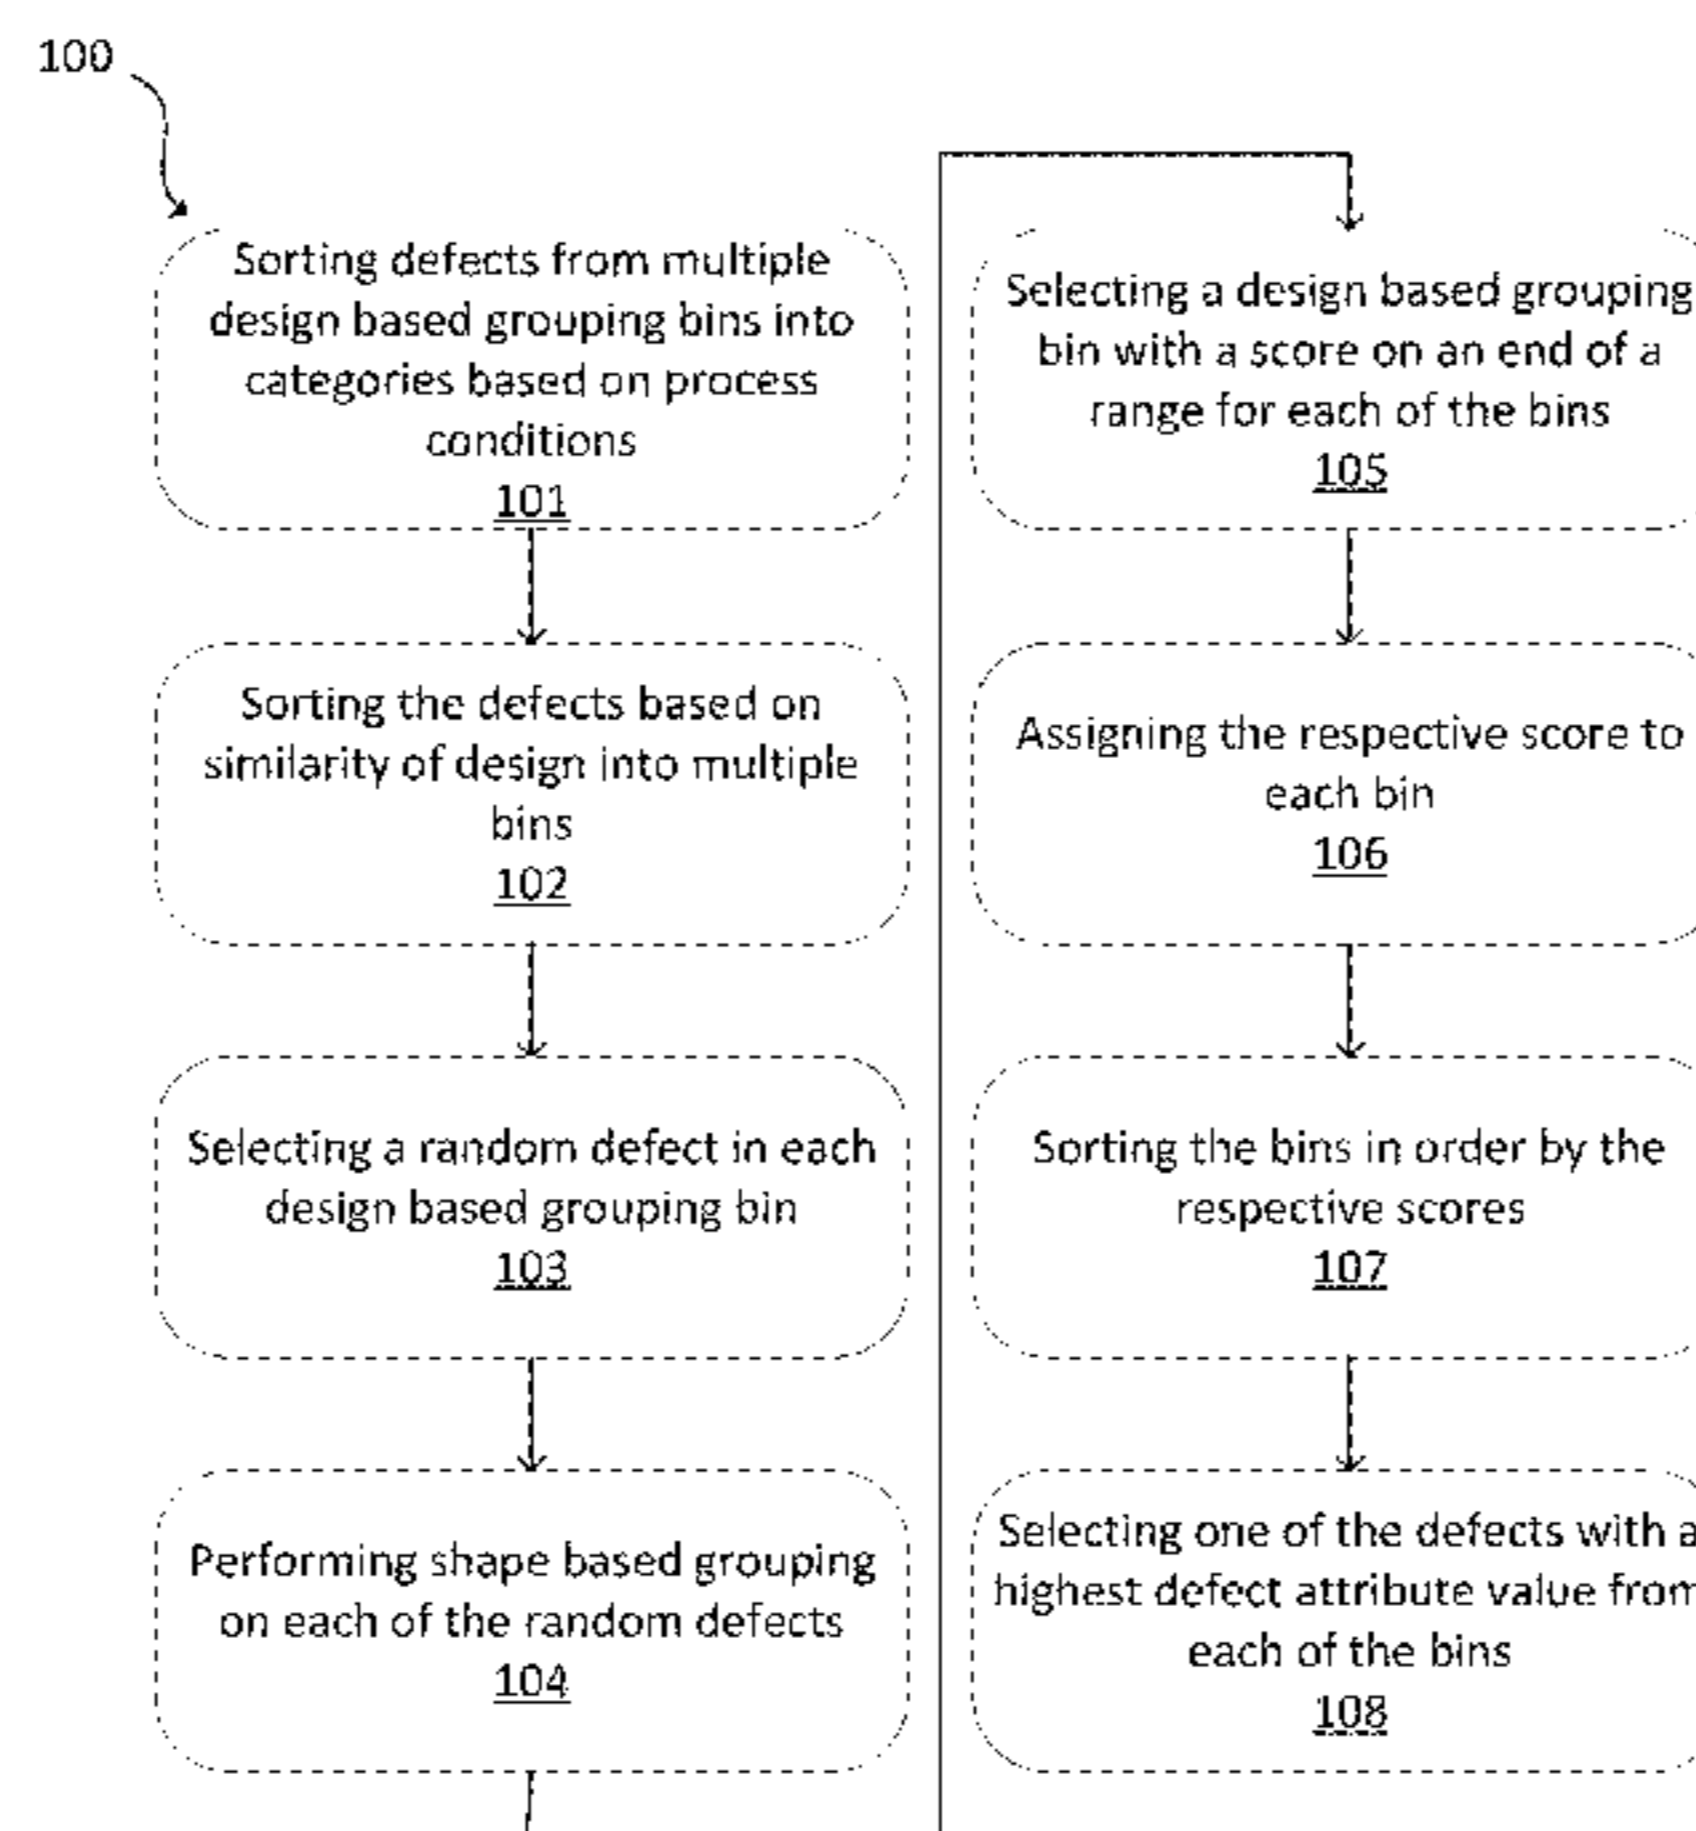 100
Sorting defects from multiple
design based grouping bins into
categories based on process
conditions
101
Sorting the defects based on
similarity of design into multiple
bins
102
Selecting a random defect in each
design based grouping bin
103
Performing shape based grouping
on each of the random defects
104
Selecting a design based grouping
bin with a score on an end of a
range for each of the bins
105
Assigning the respective score to
each bin
106
Sorting the bins in order by the
respective scores
107
Selecting one of the defects with a
highest defect attribute value from
each of the bins
108